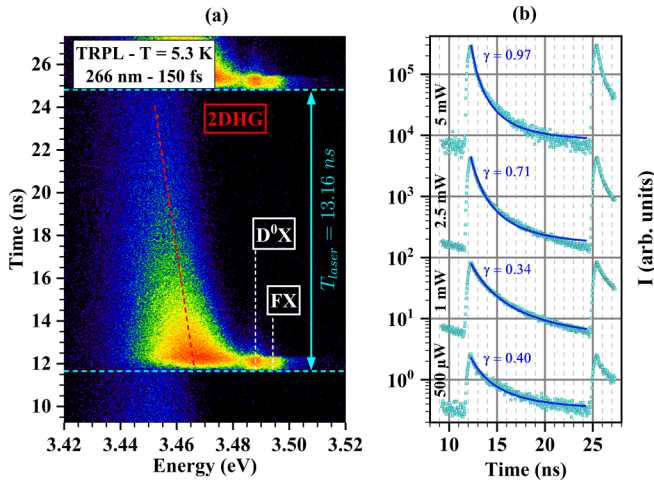 (a)
(b)
TRPL - T = 5.3 K
266 nm - 150 fs
2DHG
D⁰X
FX
T_laser = 13.16 ns
26
24
22
20
18
16
14
12
10
Time (ns)
3.42 3.44 3.46 3.48 3.50 3.52
Energy (eV)
γ = 0.97
γ = 0.71
γ = 0.34
γ = 0.40
5 mW
2.5 mW
1 mW
500 μW
10⁵
10⁴
10³
10²
10¹
10⁰
I (arb. units)
10 15 20 25
Time (ns)